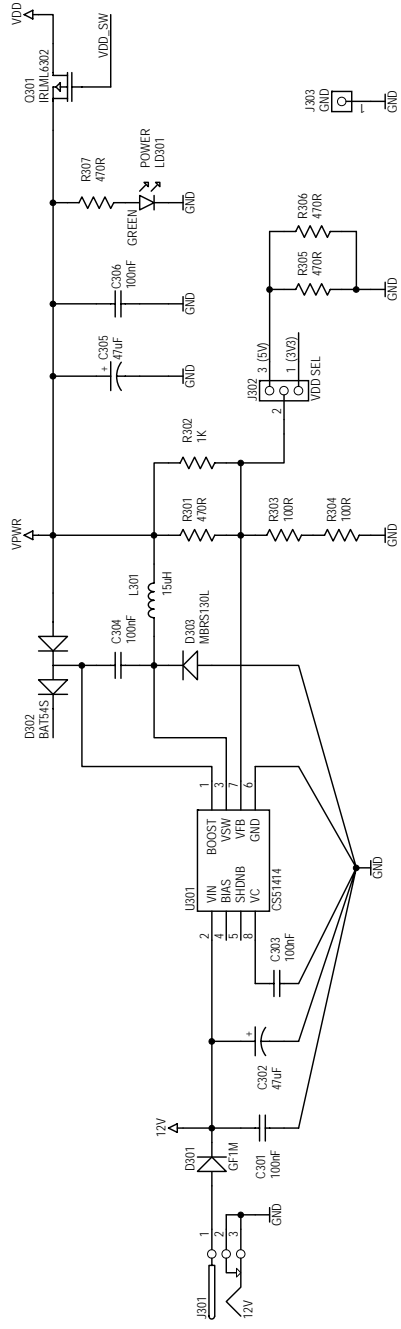 J301
12V
1
2
3
GND
D301
GF1M
12V
C301
100nF
C302
47uF
C303
100nF
U301
2
VIN
BOOST
1
4
BIAS
VSW
3
5
SHDNB
VFB
7
8
VC
GND
6
CS51414
GND
D302
BAT54S
C304
100nF
D303
MBRS130L
L301
15uH
VPWR
R301
470R
R302
1K
R303
100R
R304
100R
GND
J302
3 (5V)
2
1 (3V3)
VDD SEL
R305
470R
R306
470R
GND
C305
+
47uF
GND
C306
100nF
GND
R307
470R
GREEN
POWER
LD301
GND
Q301
IRLML6302
VDD
VDD_SW
J303
GND
1
GND